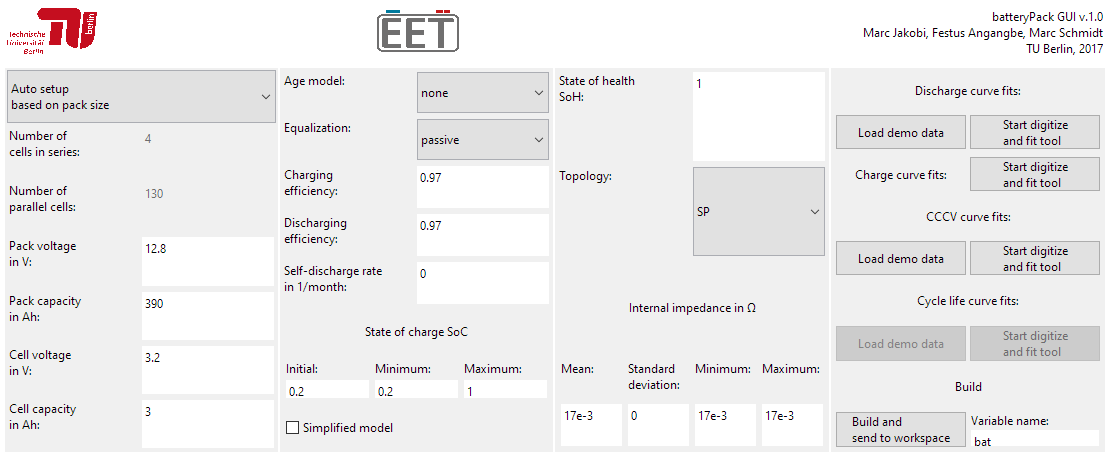 Technische
Universität
Berlin
berlin
EET
batteryPack GUI v.1.0
Marc Jakobi, Festus Angangbe, Marc Schmidt
TU Berlin, 2017
Auto setup
based on pack size
Number of
cells in series:
4
Number of
parallel cells:
130
Pack voltage
in V:
12.8
Pack capacity
in Ah:
390
Cell voltage
in V:
3.2
Cell capacity
in Ah:
3
Age model:
none
Equalization:
passive
Charging
efficiency:
0.97
Discharging
efficiency:
0.97
Self-discharge rate
in 1/month:
0
State of charge SoC
Initial: Minimum: Maximum:
0.2 0.2 1
Simplified model
State of health
SoH:
1
Topology:
SP
Internal impedance in Ω
Mean: Standard
deviation: Minimum: Maximum:
17e-3 0 17e-3 17e-3
Discharge curve fits:
Load demo data
Start digitize
and fit tool
Charge curve fits:
Start digitize
and fit tool
CCCV curve fits:
Load demo data
Start digitize
and fit tool
Cycle life curve fits:
Load demo data
Start digitize
and fit tool
Build
Build and
send to workspace
Variable name:
bat